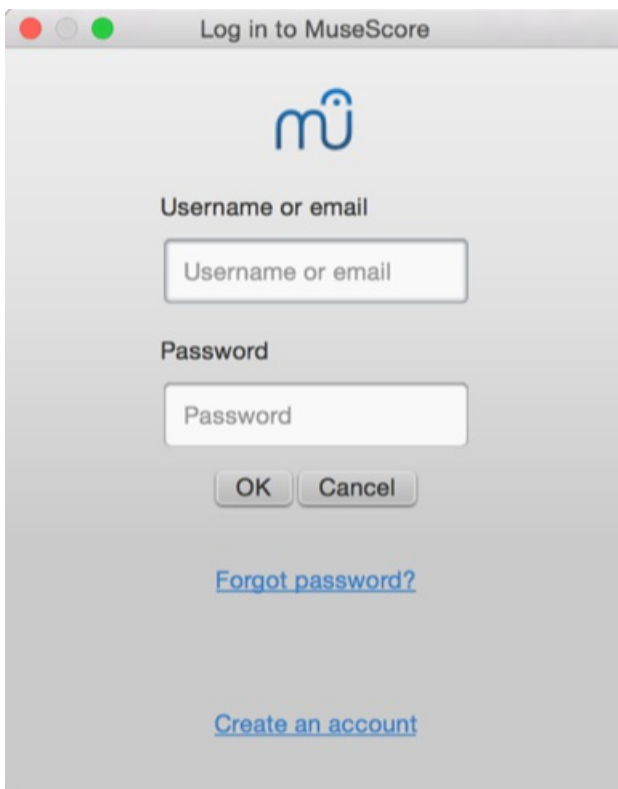 Log in to MuseScore
Username or email
Username or email
Password
Password
OK Cancel
Forgot password?
Create an account